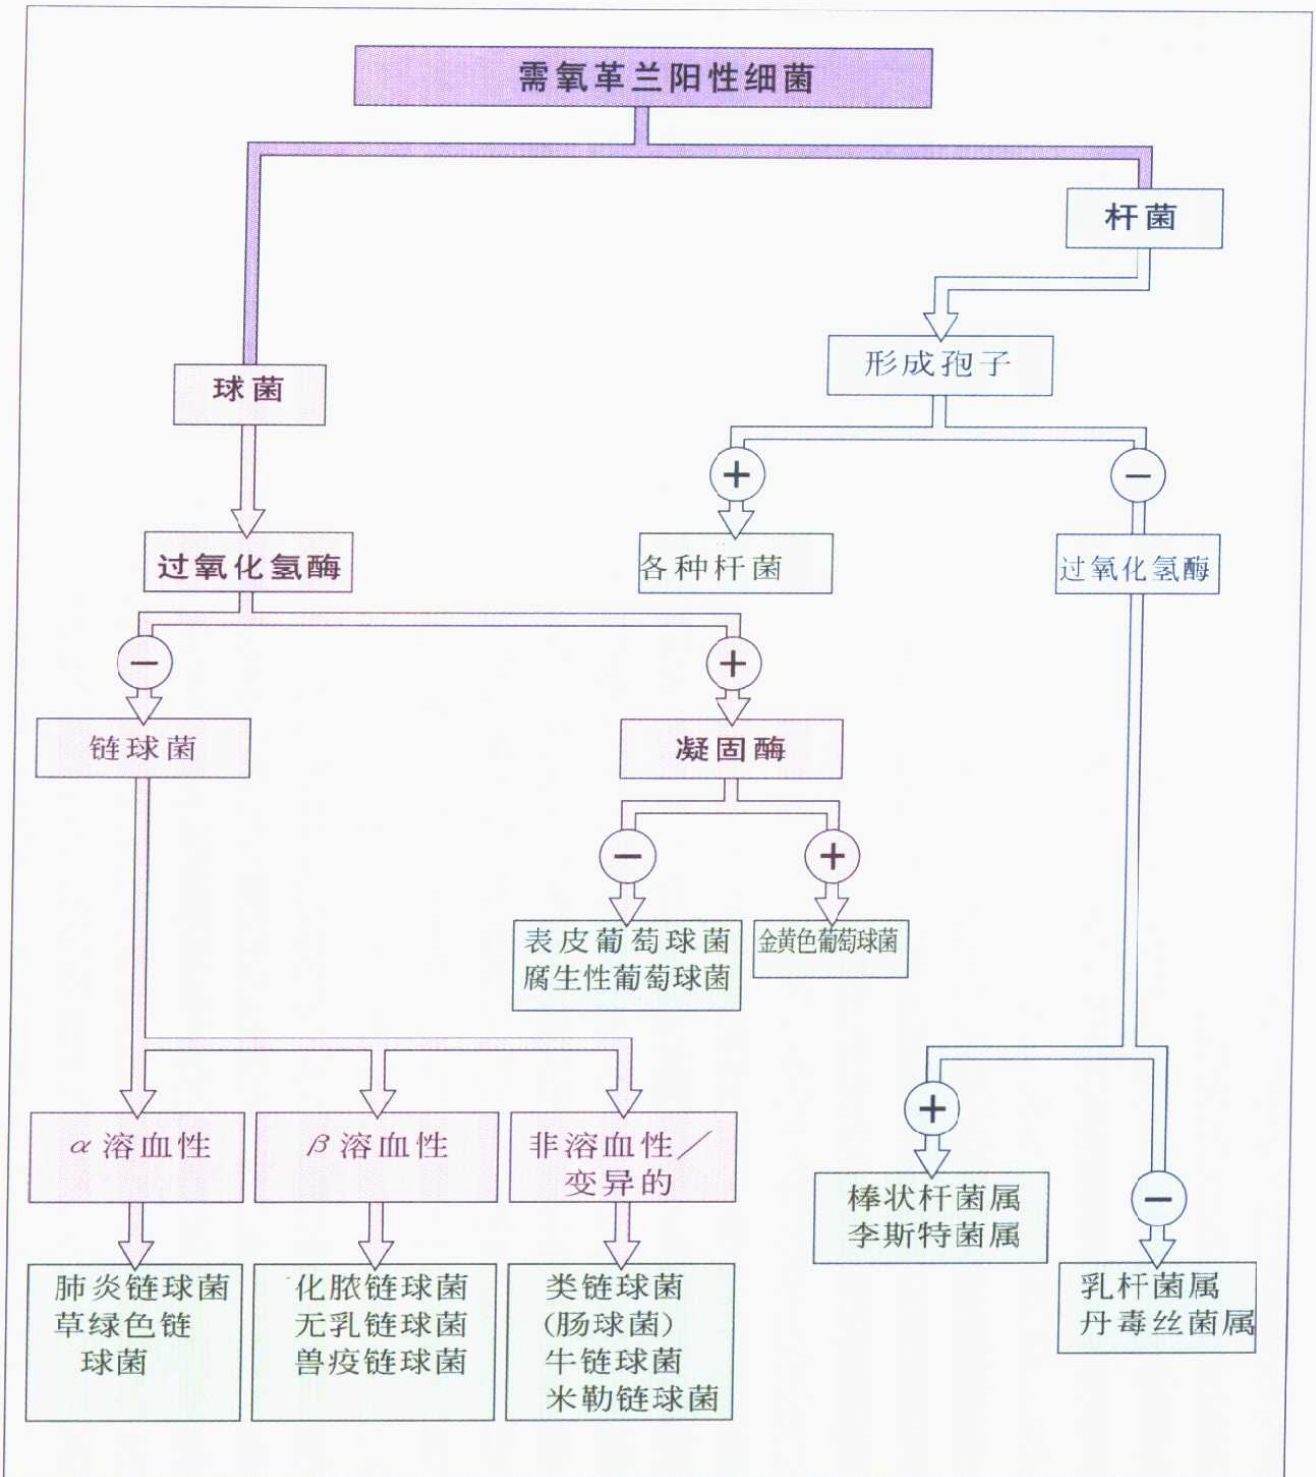 需氧革兰阳性细菌
杆菌
形成孢子
球菌
+
−
过氧化氢酶
各种杆菌
过氧化氢酶
−
+
链球菌
凝固酶
−
+
表皮葡萄球菌
腐生性葡萄球菌
金黄色葡萄球菌
+
−
α溶血性
β溶血性
非溶血性/
变异的
棒状杆菌属
李斯特菌属
肺炎链球菌
草绿色链
球菌
化脓链球菌
无乳链球菌
兽疫链球菌
类链球菌
(肠球菌)
牛链球菌
米勒链球菌
乳杆菌属
丹毒丝菌属